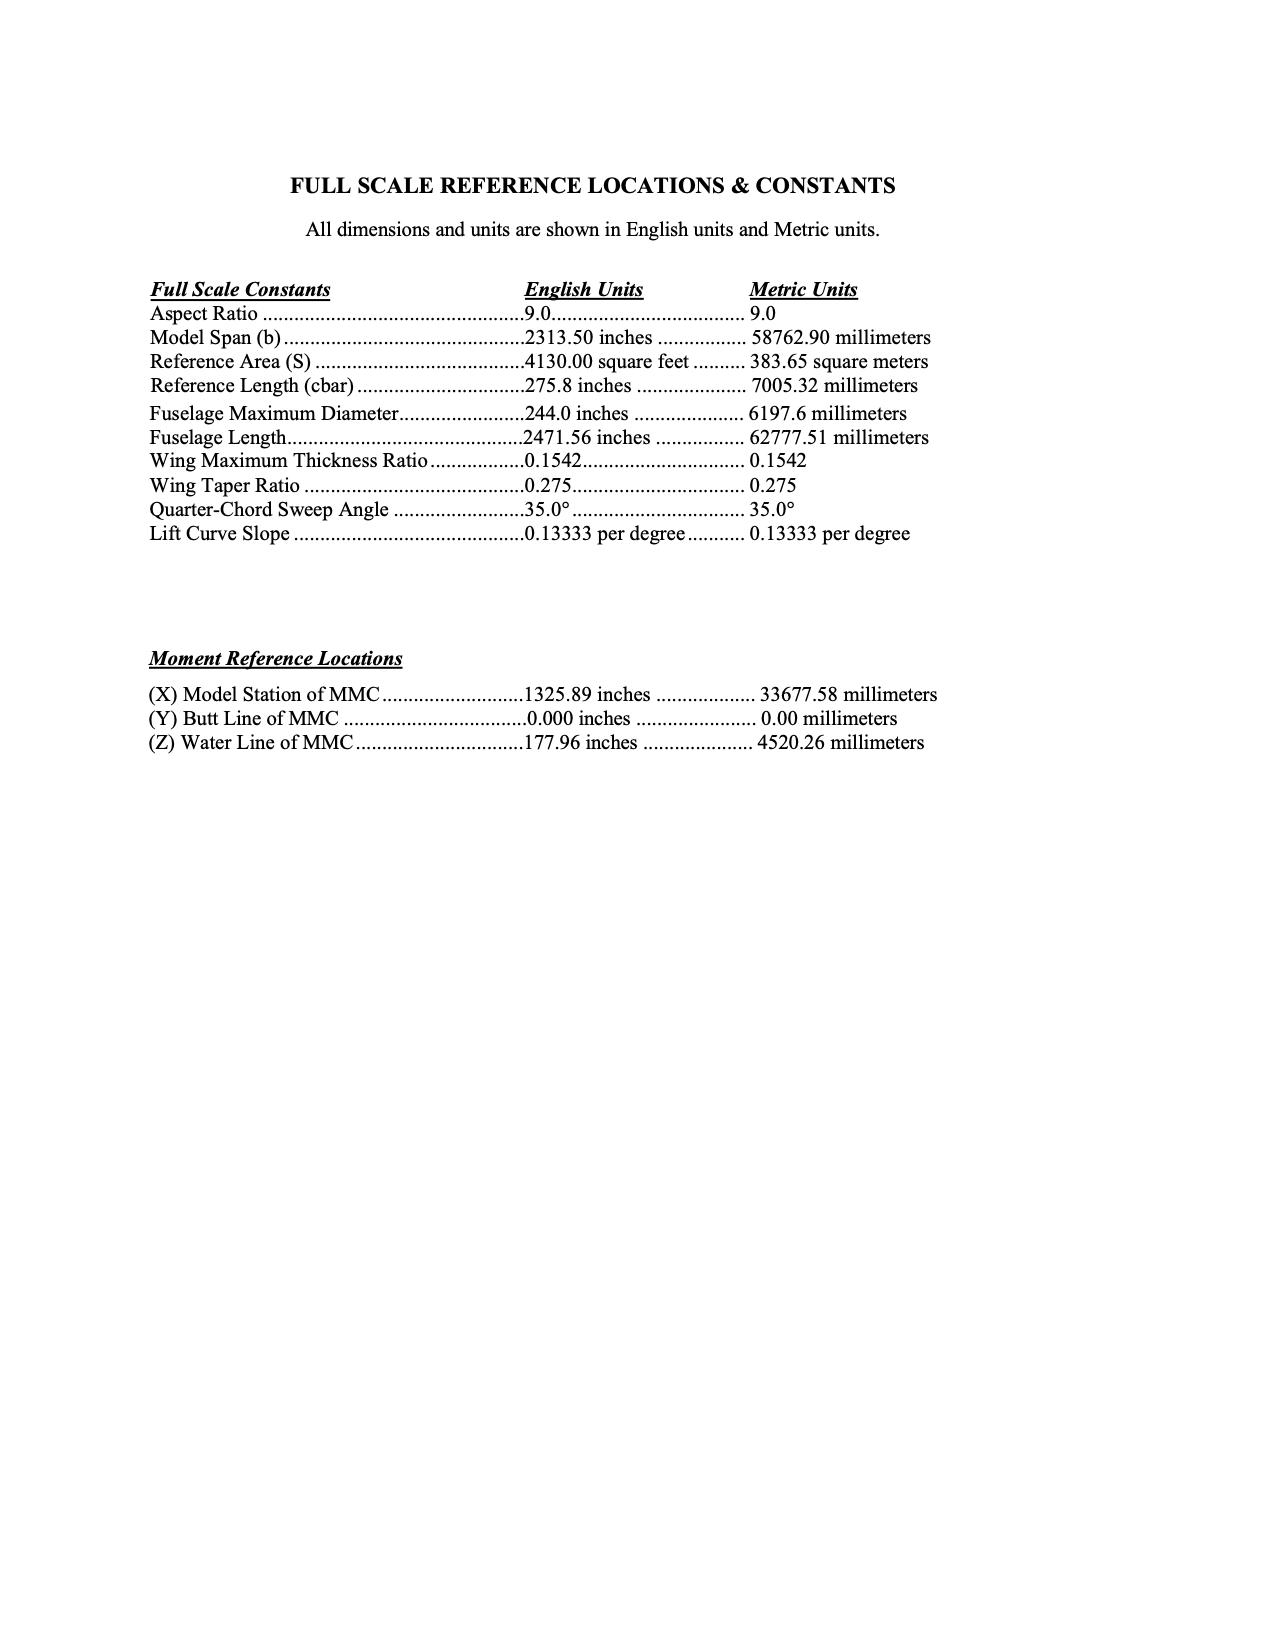 FULL SCALE REFERENCE LOCATIONS & CONSTANTS
All dimensions and units are shown in English units and Metric units.
Full Scale Constants English Units Metric Units
Aspect Ratio ..................................................9.0..................................... 9.0
Model Span (b)..............................................2313.50 inches ................. 58762.90 millimeters
Reference Area (S) ........................................4130.00 square feet .......... 383.65 square meters
Reference Length (cbar)................................275.8 inches ..................... 7005.32 millimeters
Fuselage Maximum Diameter........................244.0 inches ..................... 6197.6 millimeters
Fuselage Length.............................................2471.56 inches ................. 62777.51 millimeters
Wing Maximum Thickness Ratio..................0.1542............................... 0.1542
Wing Taper Ratio ..........................................0.275................................. 0.275
Quarter-Chord Sweep Angle .........................35.0°................................. 35.0°
Lift Curve Slope ............................................0.13333 per degree........... 0.13333 per degree
Moment Reference Locations
(X) Model Station of MMC...........................1325.89 inches ................... 33677.58 millimeters
(Y) Butt Line of MMC ...................................0.000 inches ....................... 0.00 millimeters
(Z) Water Line of MMC................................177.96 inches ..................... 4520.26 millimeters